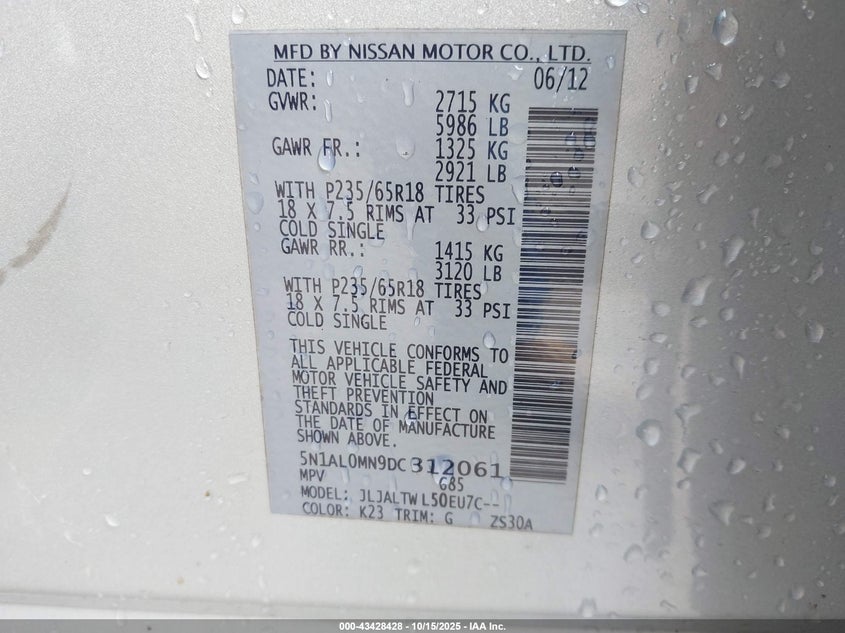 MFD BY NISSAN MOTOR CO., LTD.
DATE: 06/12
GVWR: 2715 KG
5986 LB
GAWR FR.: 1325 KG
2921 LB
WITH P235/65R18 TIRES
18 X 7.5 RIMS AT 33 PSI
COLD SINGLE
GAWR RR.: 1415 KG
3120 LB
WITH P235/65R18 TIRES
18 X 7.5 RIMS AT 33 PSI
COLD SINGLE
THIS VEHICLE CONFORMS TO
ALL APPLICABLE FEDERAL
MOTOR VEHICLE SAFETY AND
THEFT PREVENTION
STANDARDS IN EFFECT ON
THE DATE OF MANUFACTURE
SHOWN ABOVE.
5N1AL0MN9DC312061
MPV 685
MODEL: JLJALTWL50EU7C--
COLOR: K23 TRIM: G ZS30A
000-43428428 - 10/15/2025 - IAA Inc.